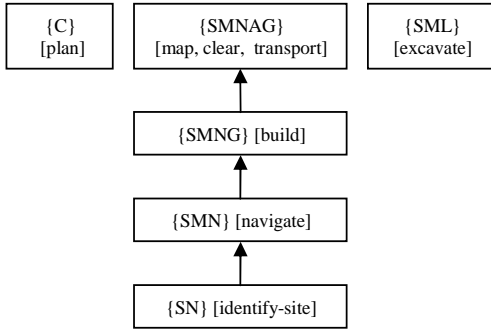 {C}
[plan]
{SMNAG}
[map, clear, transport]
{SML}
[excavate]
{SMNG} [build]
{SMN} [navigate]
{SN} [identify-site]